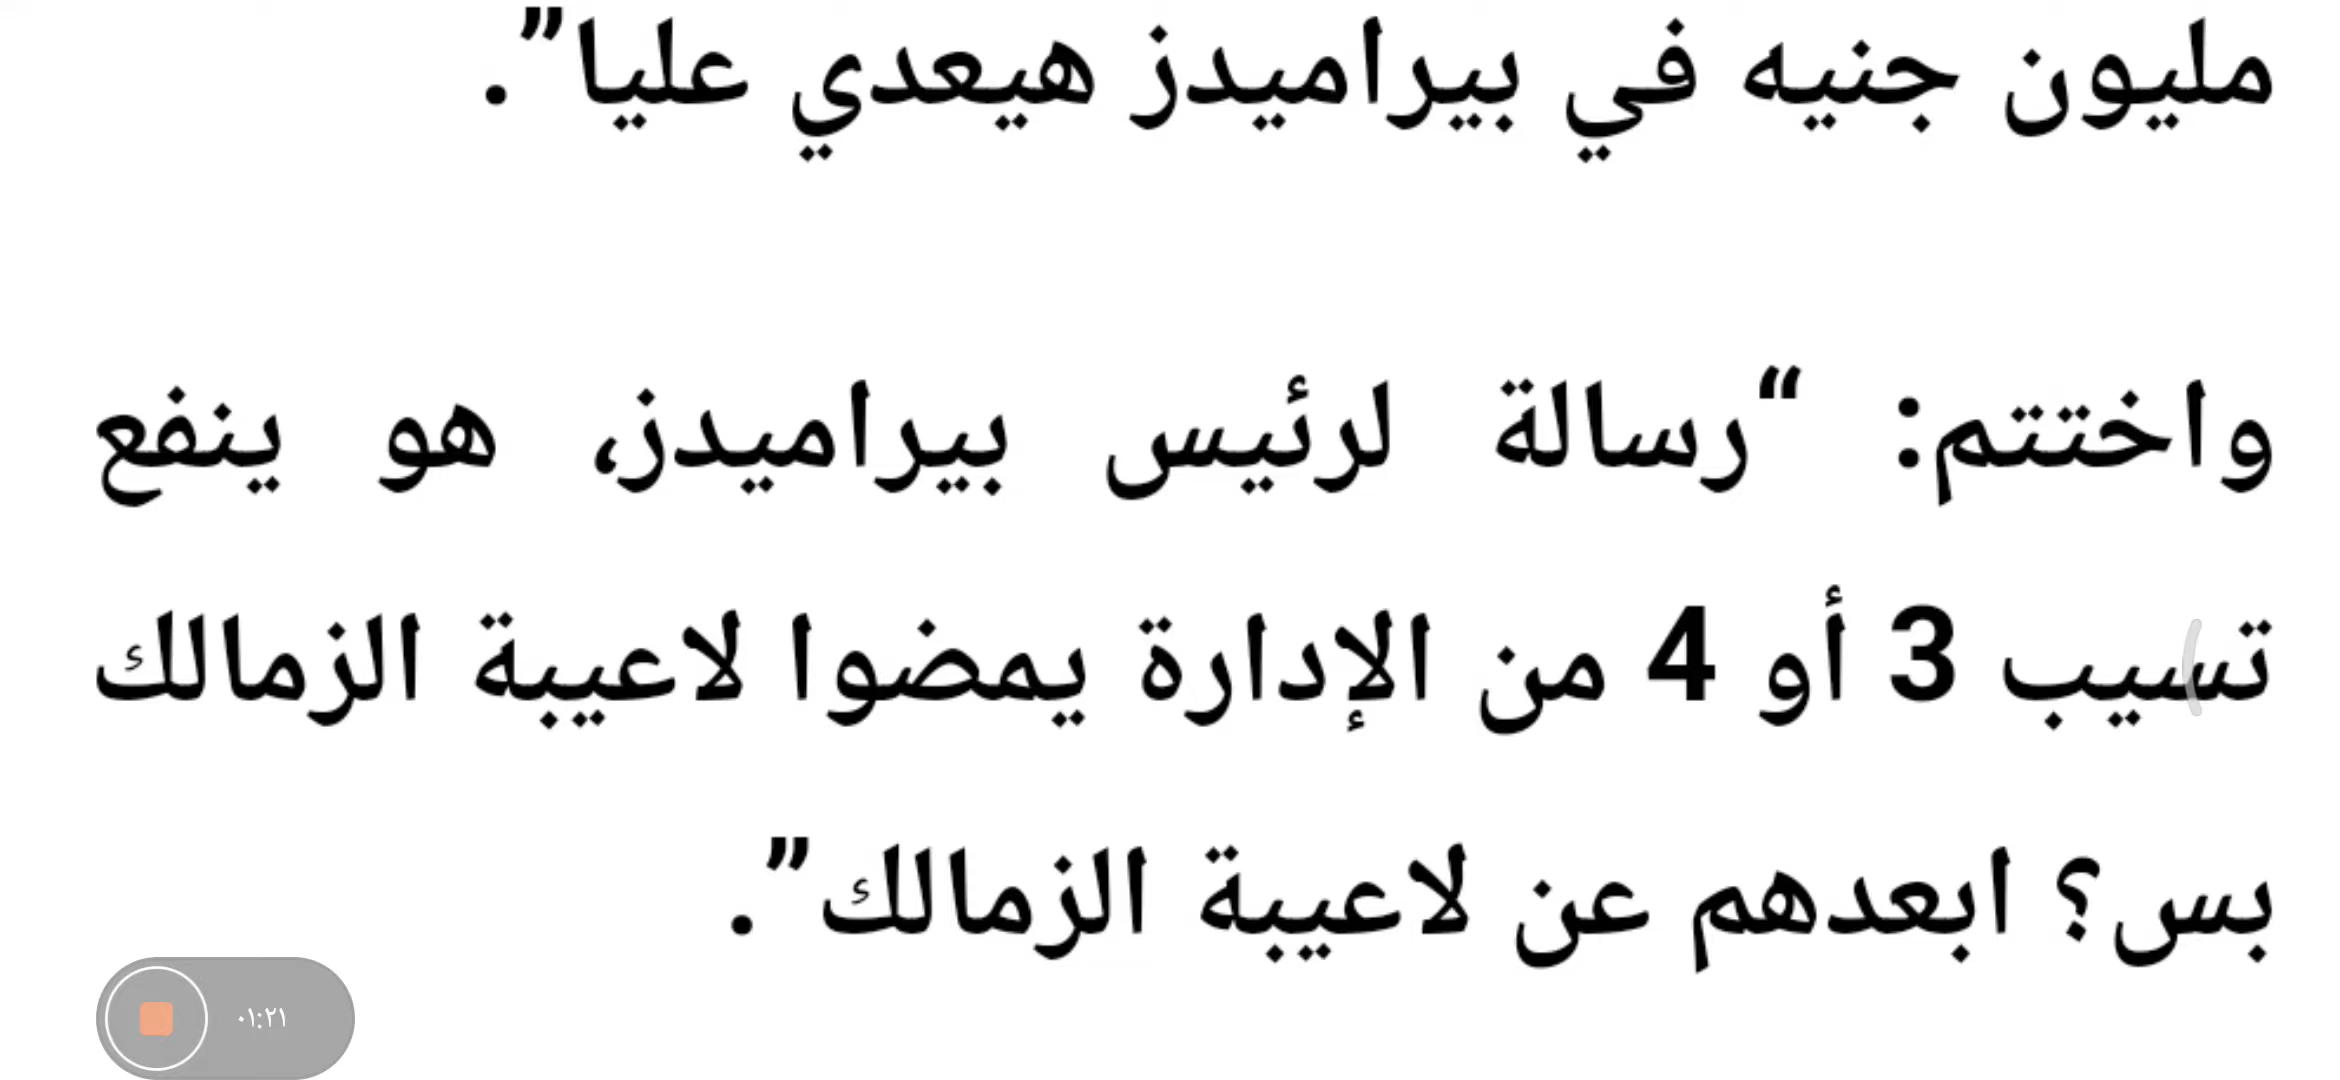 مليون جنيه في بيراميدز هيعدي عليا”.
واختتم: “رسالة لرئيس بيراميدز، هو ينفع
تسيب 3 أو 4 من الإدارة يمضوا لاعيبة الزمالك
بس؟ ابعدهم عن لاعيبة الزمالك”.
٠١:٢١